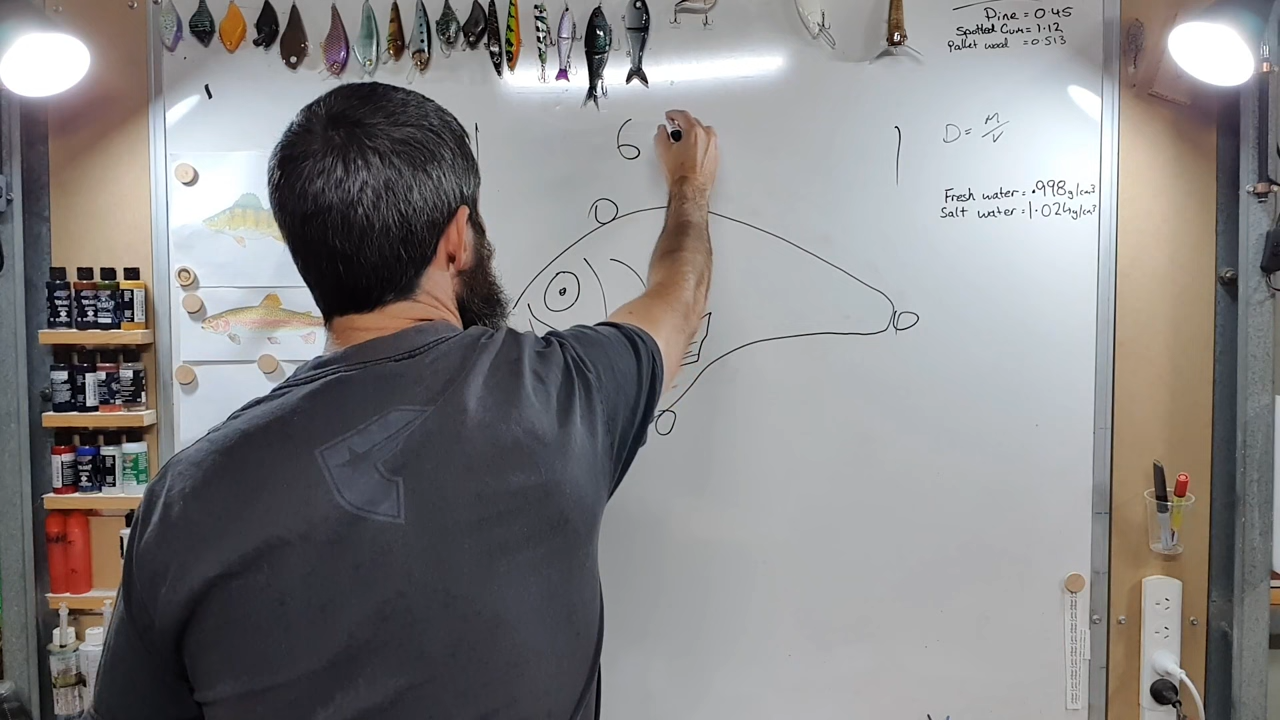 Pine = 0.45
Spotted Gum = 1.12
Pallet wood = 0.513
D = M/V
Fresh water = .998g/cm³
Salt water = 1.024g/cm³
6